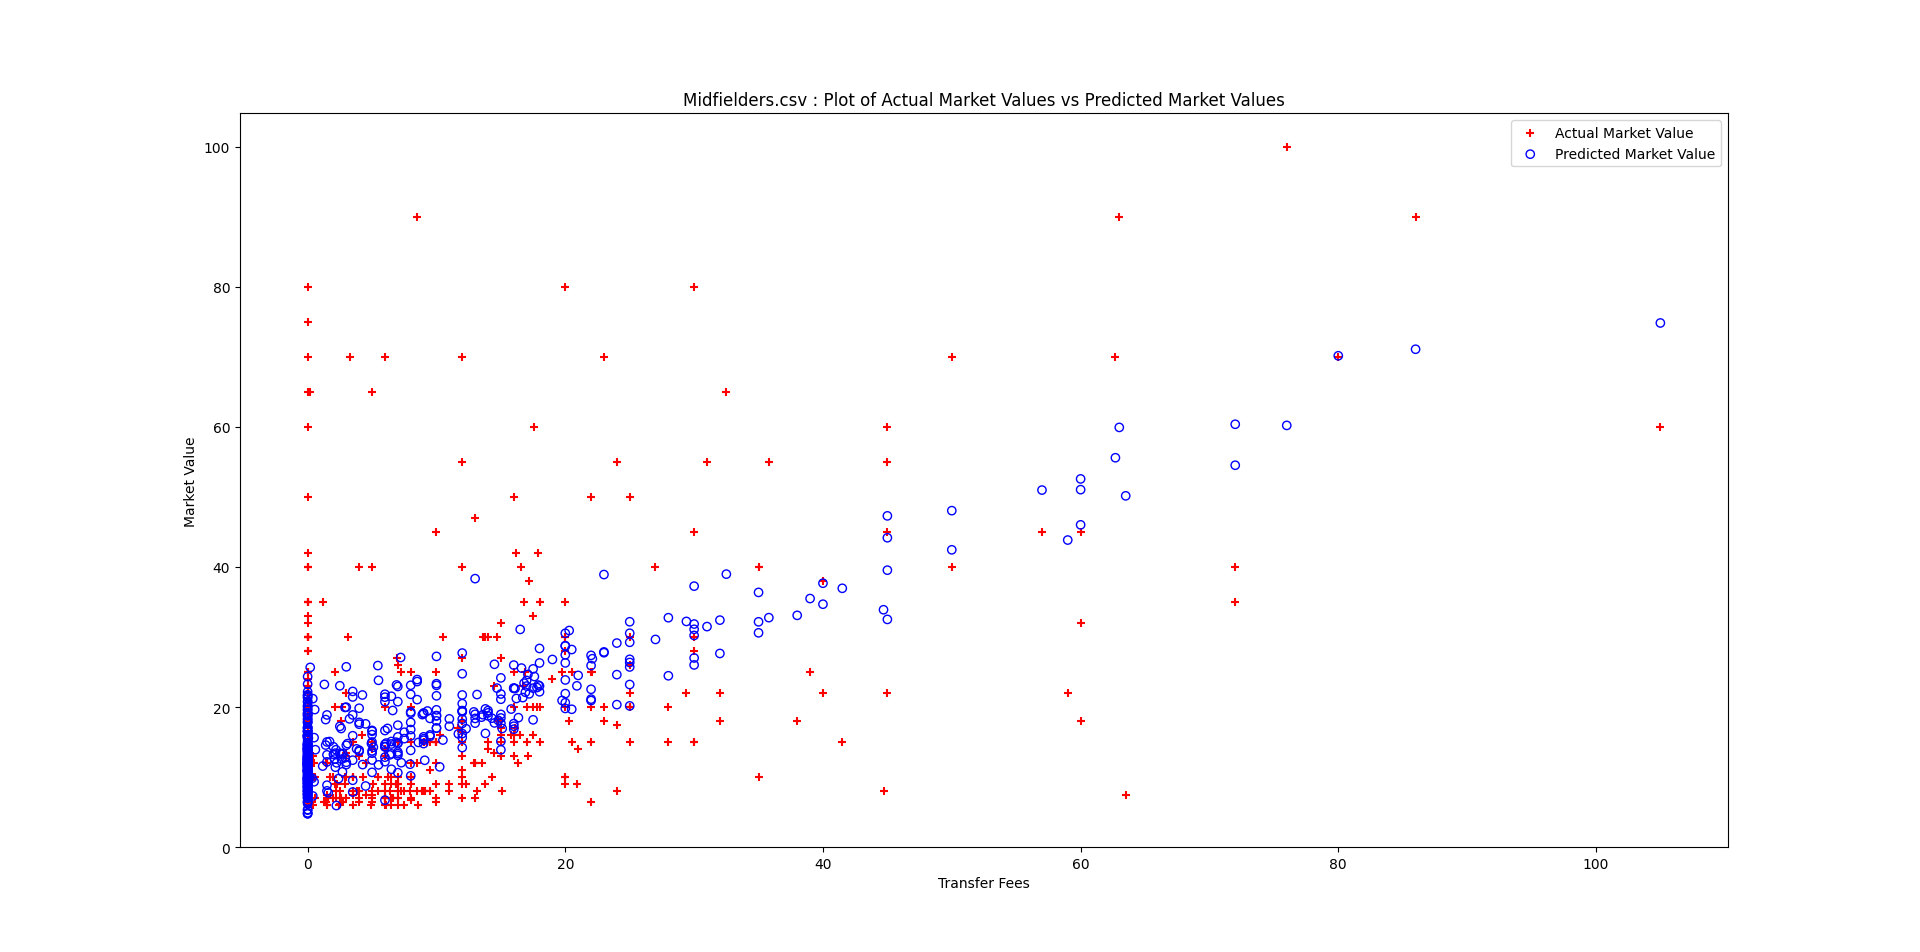 Midfielders.csv : Plot of Actual Market Values vs Predicted Market Values
Actual Market Value
Predicted Market Value
100
80
60
40
20
0
Market Value
0 20 40 60 80 100
Transfer Fees